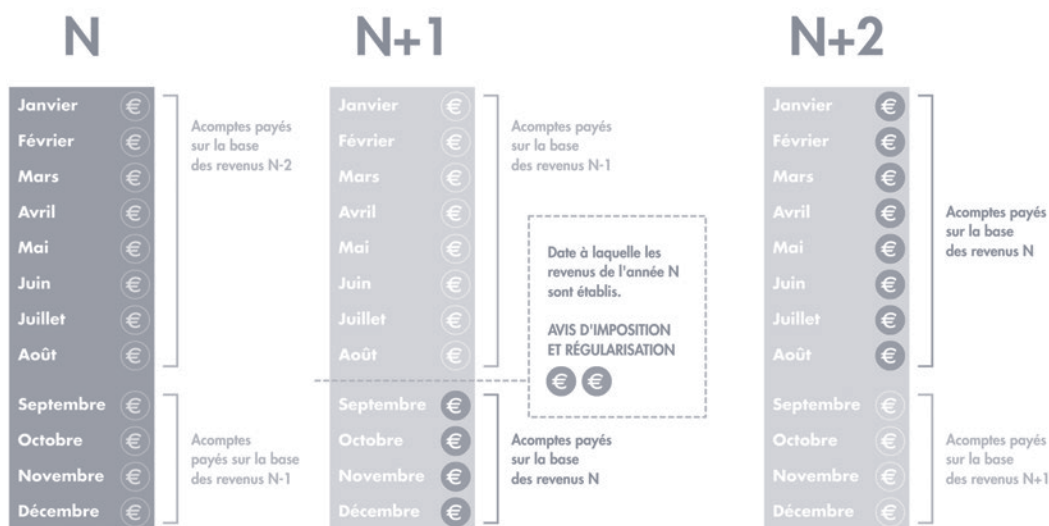 N
N+1
N+2
Janvier €
Février €
Mars €
Avril €
Mai €
Juin €
Juillet €
Août €
Septembre €
Octobre €
Novembre €
Décembre €
Acomptes payés
sur la base
des revenus N-2
Acomptes
payés sur la base
des revenus N-1
Janvier €
Février €
Mars €
Avril €
Mai €
Juin €
Juillet €
Août €
Septembre €
Octobre €
Novembre €
Décembre €
Acomptes payés
sur la base
des revenus N-1
Date à laquelle les
revenus de l'année N
sont établis.
AVIS D'IMPOSITION
ET RÉGULARISATION
€ €
Acomptes payés
sur la base
des revenus N
Janvier €
Février €
Mars €
Avril €
Mai €
Juin €
Juillet €
Août €
Septembre €
Octobre €
Novembre €
Décembre €
Acomptes payés
sur la base
des revenus N
Acomptes payés
sur la base
des revenus N+1